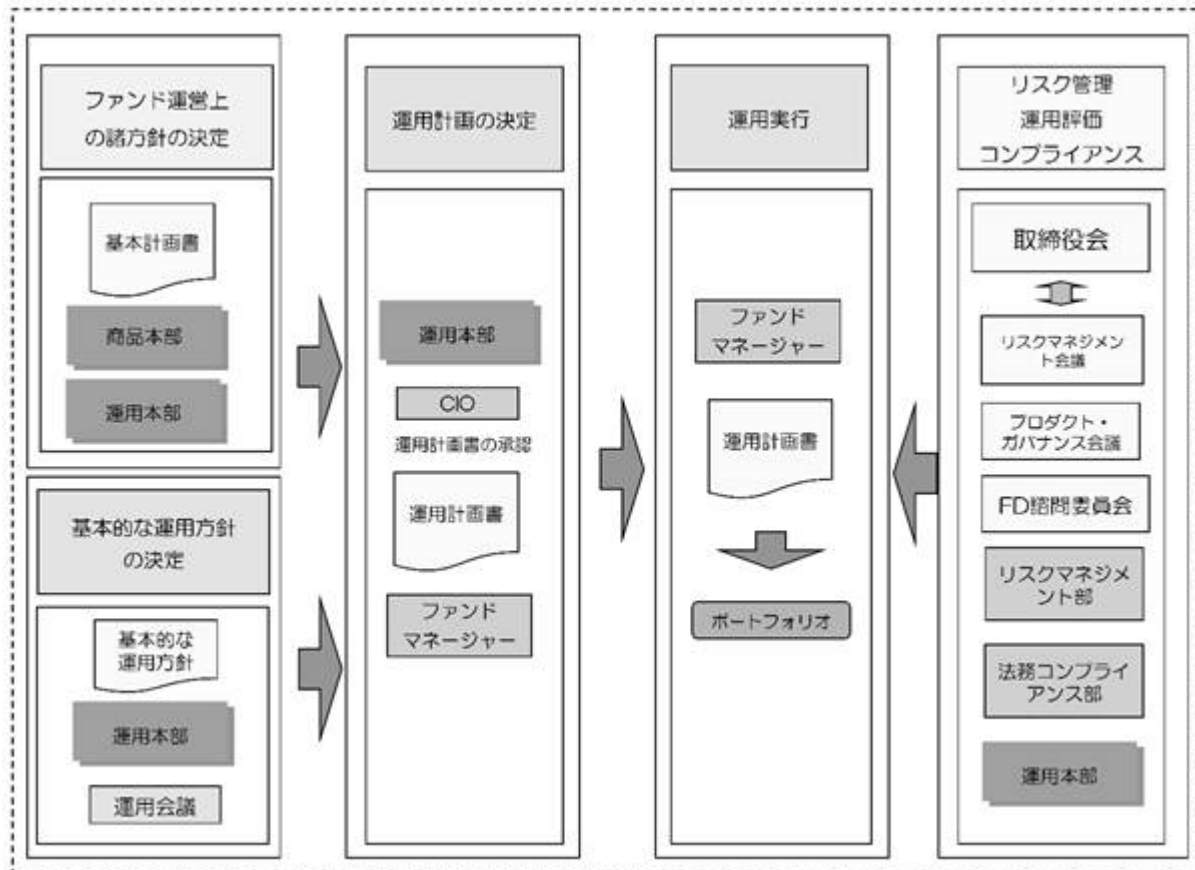 ファンド運営上
の諸方針の決定
基本計画書
商品本部
運用本部
基本的な運用方針
の決定
基本的な
運用方針
運用本部
運用会議
運用計画の決定
運用本部
CIO
運用計画書の承認
運用計画書
ファンド
マネージャー
運用実行
ファンド
マネージャー
運用計画書
ポートフォリオ
リスク管理
運用評価
コンプライアンス
取締役会
リスクマネジメン
ト会議
プロダクト・
ガバナンス会議
FD諮問委員会
リスクマネジメ
ント部
法務コンプライ
アンス部
運用本部